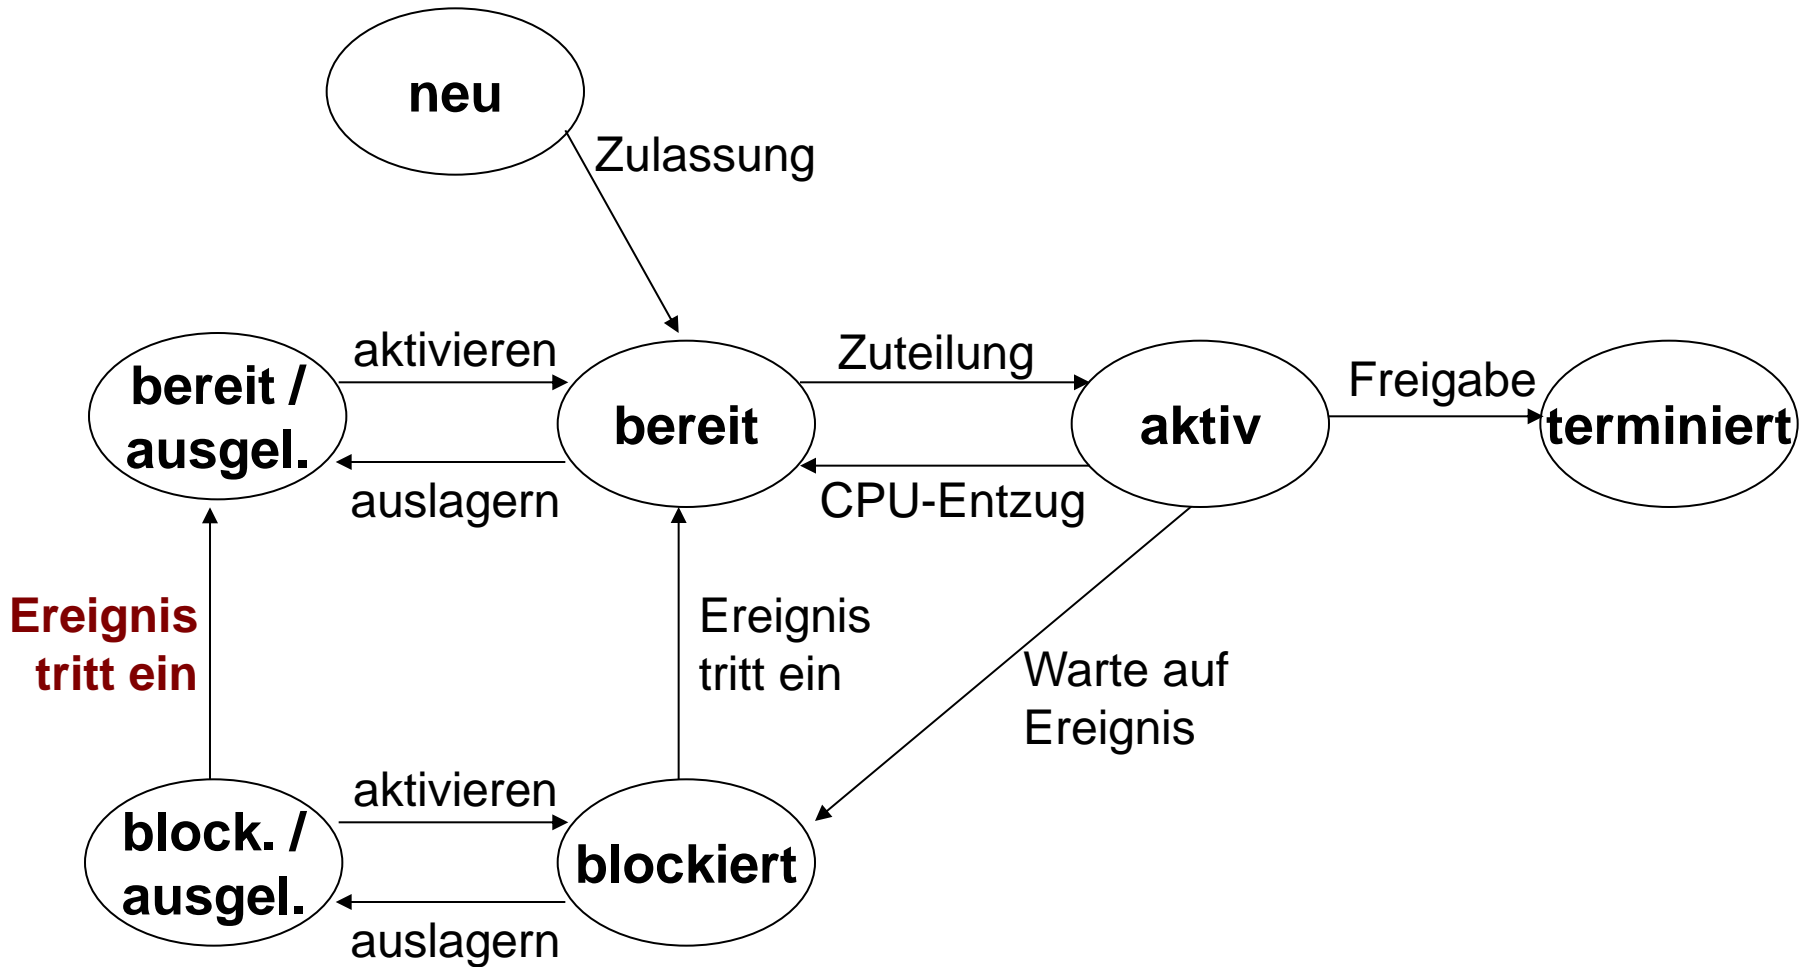 neu
Zulassung
aktivieren
Zuteilung
Freigabe
bereit /
ausgel.
bereit
aktiv
terminiert
auslagern
CPU-Entzug
Ereignis
tritt ein
Ereignis
tritt ein
Warte auf
Ereignis
aktivieren
block. /
ausgel.
blockiert
auslagern